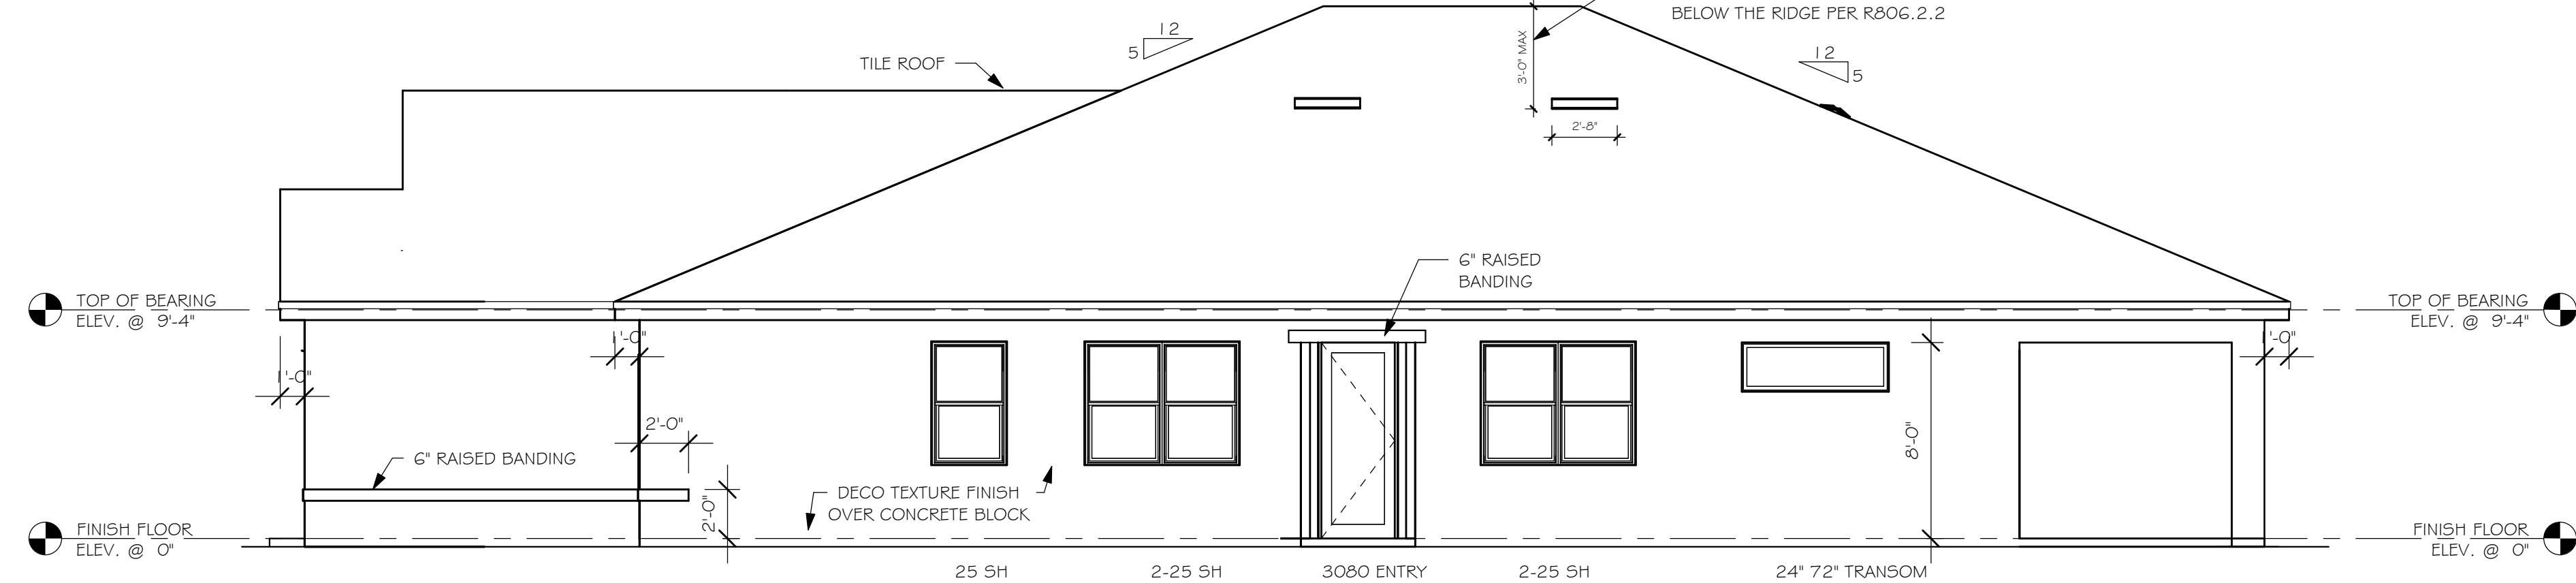 BELOW THE RIDGE PER R806.2.2
12
5
3'-0" MAX
12
5
TILE ROOF
2'-8"
6" RAISED
BANDING
TOP OF BEARING
ELEV. @ 9'-4"
TOP OF BEARING
ELEV. @ 9'-4"
1'-0"
1'-0"
1'-0"
2'-0"
8'-0"
6" RAISED BANDING
DECO TEXTURE FINISH
OVER CONCRETE BLOCK
2'-0"
FINISH FLOOR
ELEV. @ 0"
FINISH FLOOR
ELEV. @ 0"
25 SH
2-25 SH
3080 ENTRY
2-25 SH
24" 72" TRANSOM